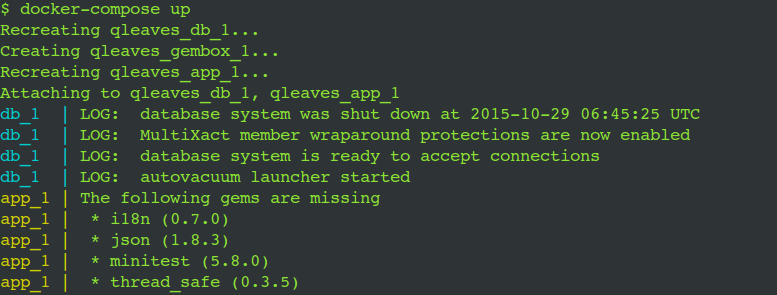 $ docker-compose up
Recreating qleaves_db_1...
Creating qleaves_gembox_1...
Recreating qleaves_app_1...
Attaching to qleaves_db_1, qleaves_app_1
db_1  | LOG:  database system was shut down at 2015-10-29 06:45:25 UTC
db_1  | LOG:  MultiXact member wraparound protections are now enabled
db_1  | LOG:  database system is ready to accept connections
db_1  | LOG:  autovacuum launcher started
app_1 | The following gems are missing
app_1 |  * i18n (0.7.0)
app_1 |  * json (1.8.3)
app_1 |  * minitest (5.8.0)
app_1 |  * thread_safe (0.3.5)